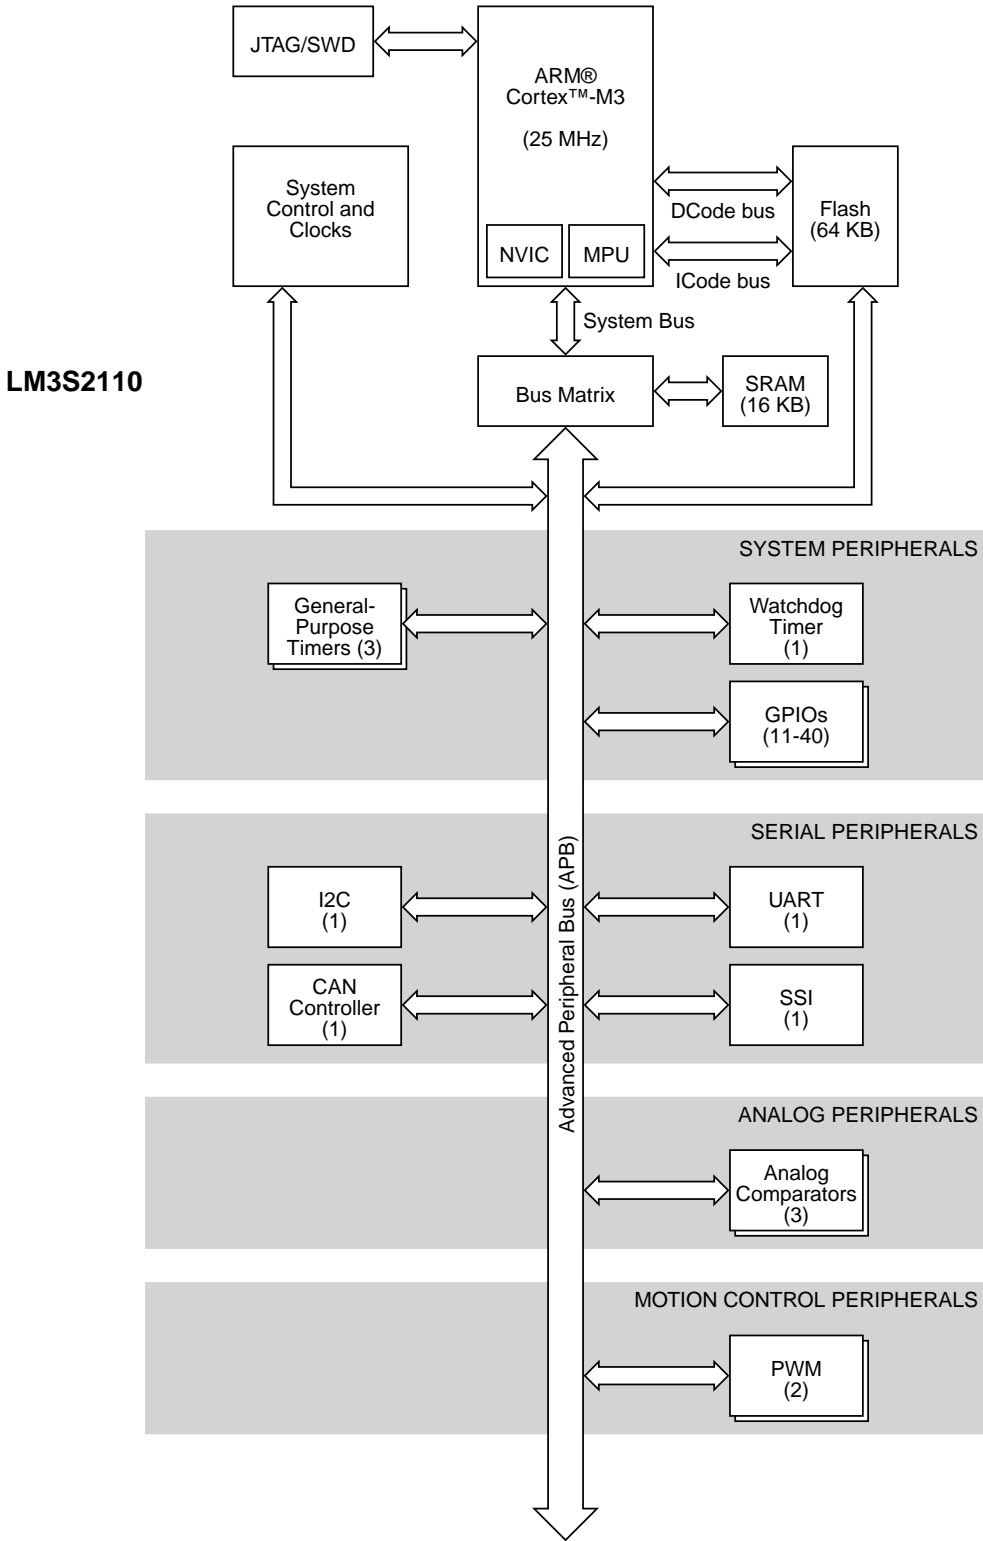 JTAG/SWD
ARM®
Cortex™-M3
(25 MHz)
NVIC
MPU
System
Control and
Clocks
DCode bus
ICode bus
Flash
(64 KB)
System Bus
LM3S2110
Bus Matrix
SRAM
(16 KB)
SYSTEM PERIPHERALS
General-
Purpose
Timers (3)
Watchdog
Timer
(1)
GPIOs
(11-40)
Advanced Peripheral Bus (APB)
SERIAL PERIPHERALS
I2C
(1)
UART
(1)
CAN
Controller
(1)
SSI
(1)
ANALOG PERIPHERALS
Analog
Comparators
(3)
MOTION CONTROL PERIPHERALS
PWM
(2)